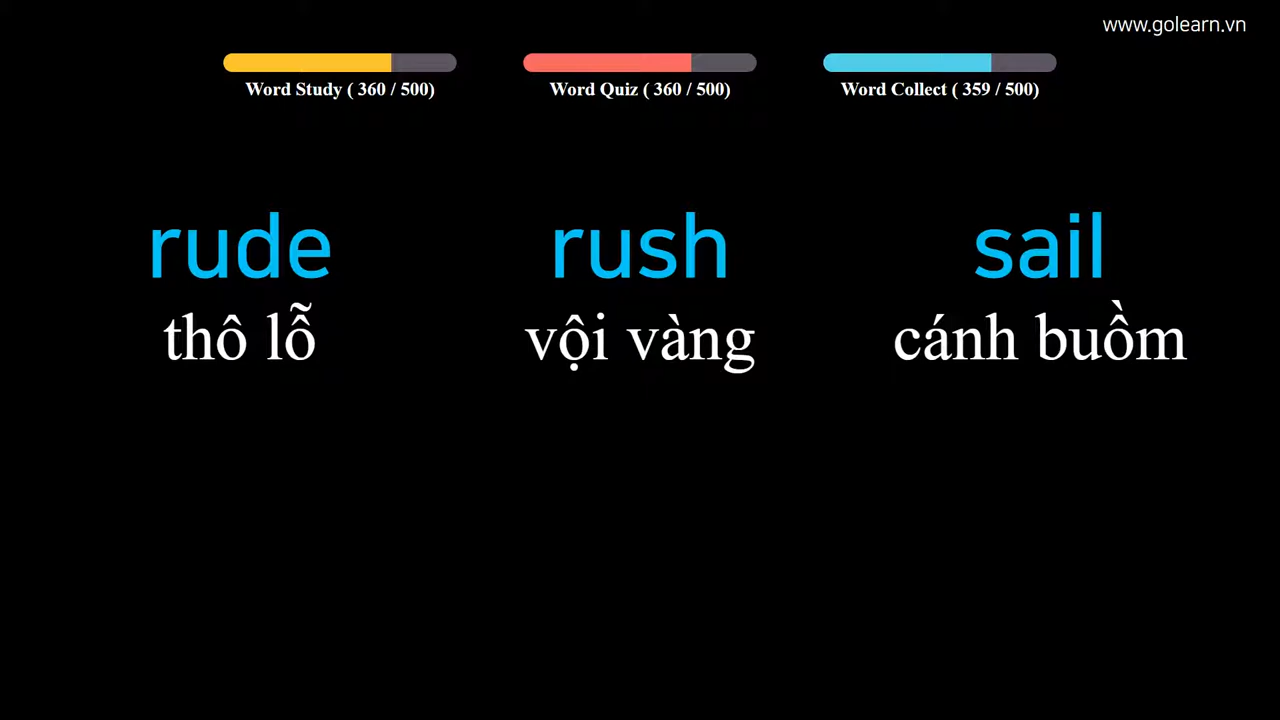 www.golearn.vn
Word Study ( 360 / 500) Word Quiz ( 360 / 500) Word Collect ( 359 / 500)
rude rush sail
thô lỗ vội vàng cánh buồm